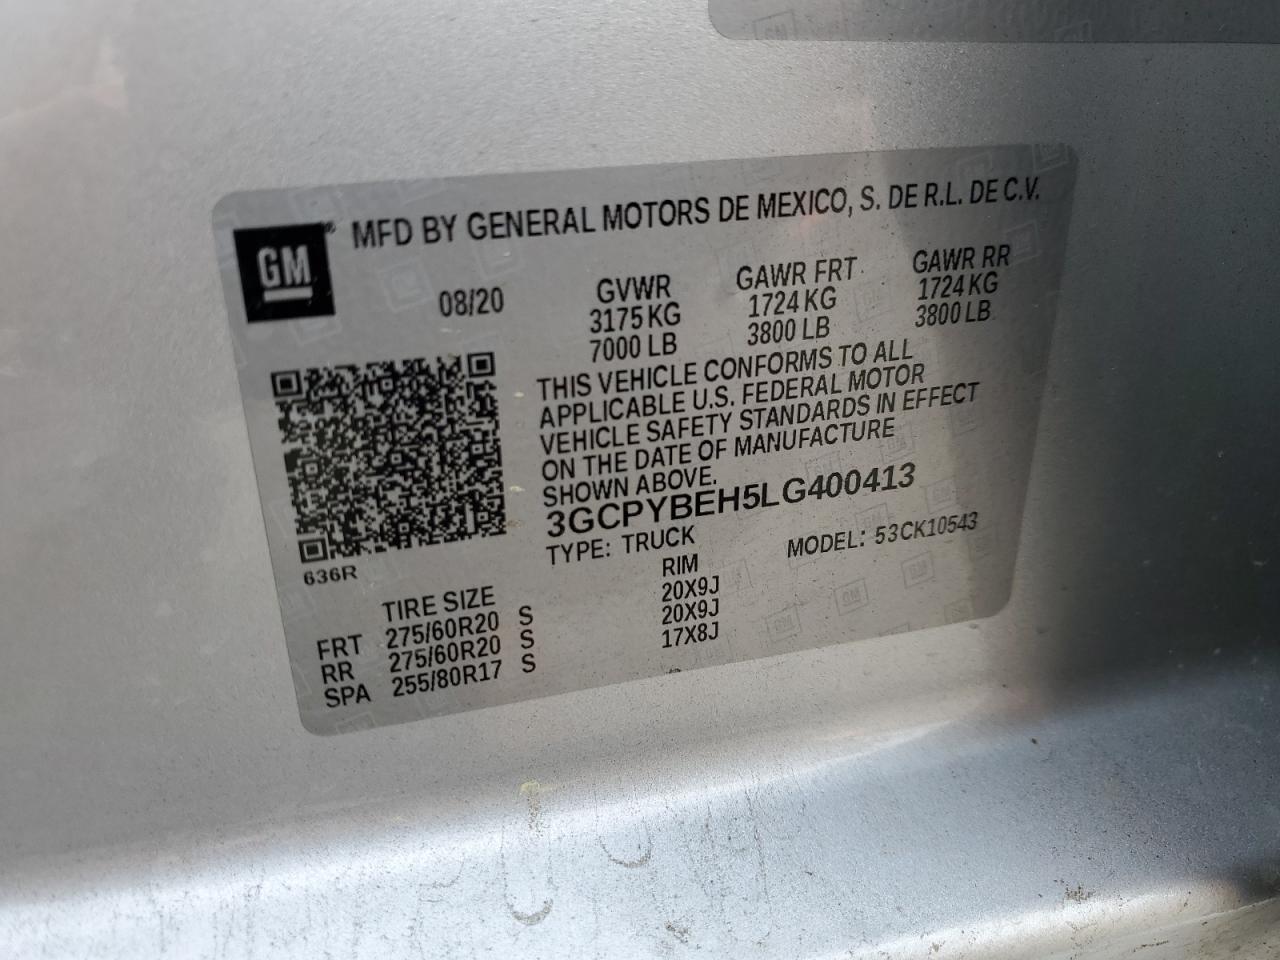 GM® MFD BY GENERAL MOTORS DE MEXICO, S. DE R.L. DE C.V.
08/20 GVWR GAWR FRT GAWR RR
3175 KG 1724 KG 1724 KG
7000 LB 3800 LB 3800 LB
THIS VEHICLE CONFORMS TO ALL
APPLICABLE U.S. FEDERAL MOTOR
VEHICLE SAFETY STANDARDS IN EFFECT
ON THE DATE OF MANUFACTURE
SHOWN ABOVE.
3GCPYBEH5LG400413
TYPE: TRUCK MODEL: 53CK10543
636R
TIRE SIZE RIM
FRT 275/60R20 S 20X9J
RR 275/60R20 S 20X9J
SPA 255/80R17 S 17X8J